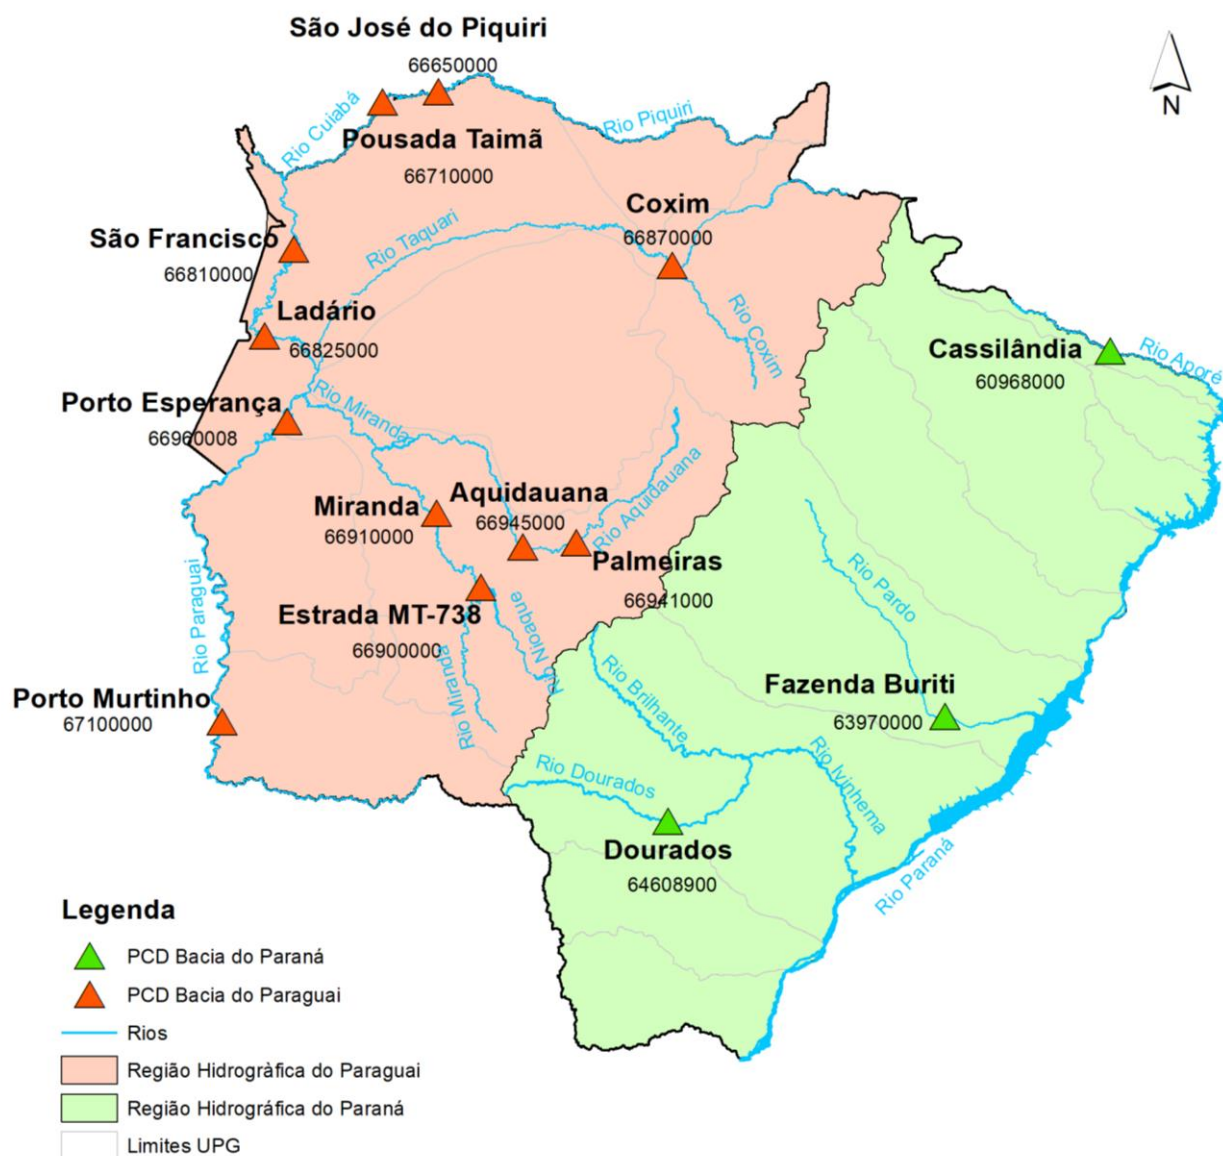 São José do Piquiri
66650000
Rio Cuiabá
Pousada Taimã
66710000
Rio Piquiri
Coxim
66870000
Rio Taquari
São Francisco
66810000
Rio Coxim
Ladário
66825000
Cassilândia
60968000
Rio Aporé
Porto Esperança
66960008
Rio Miranda
Miranda
66910000
Aquidauana
66945000
Rio Aquidauana
Palmeiras
66941000
Rio Pardo
Rio Paraguai
Estrada MT-738
66900000
Rio Nioaque
Rio Miranda
Rio Brilhante
Fazenda Buriti
63970000
Porto Murtinho
67100000
Rio Dourados
Rio Ivinhema
Dourados
64608900
Rio Paraná
N
Legenda
PCD Bacia do Paraná
PCD Bacia do Paraguai
Rios
Região Hidrogràfica do Paraguai
Região Hidrográfica do Paraná
Limites UPG